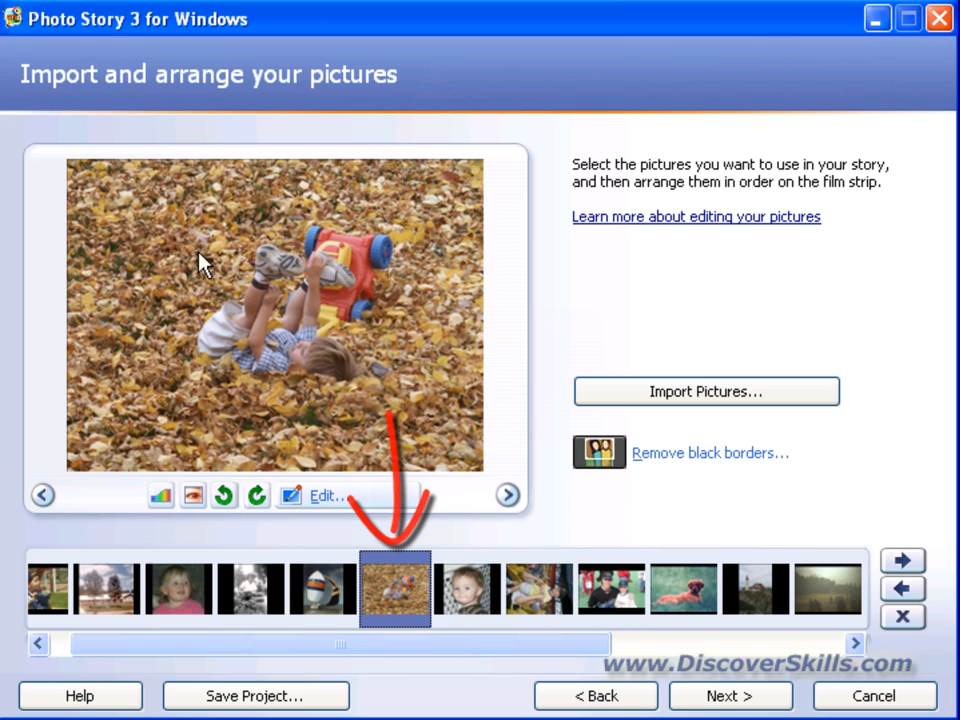 Photo Story 3 for Windows
Import and arrange your pictures
Select the pictures you want to use in your story,
and then arrange them in order on the film strip.
Learn more about editing your pictures
Import Pictures...
Remove black borders...
Edit...
www.DiscoverSkills.com
Help
Save Project...
< Back
Next >
Cancel